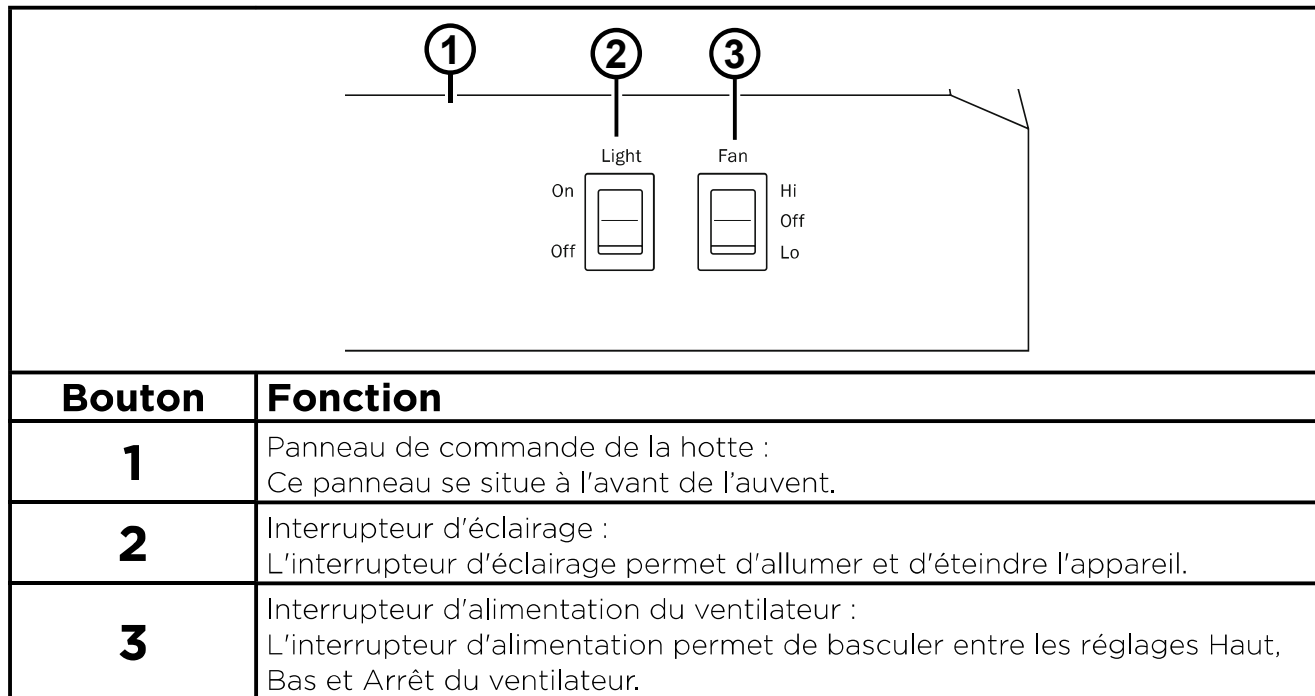 1 2 3
Light Fan
On Hi
Off
Off Lo
Bouton Fonction
1 Panneau de commande de la hotte :
Ce panneau se situe à l'avant de l’auvent.
2 Interrupteur d'éclairage :
L'interrupteur d'éclairage permet d'allumer et d'éteindre l'appareil.
3 Interrupteur d'alimentation du ventilateur :
L'interrupteur d'alimentation permet de basculer entre les réglages Haut,
Bas et Arrêt du ventilateur.